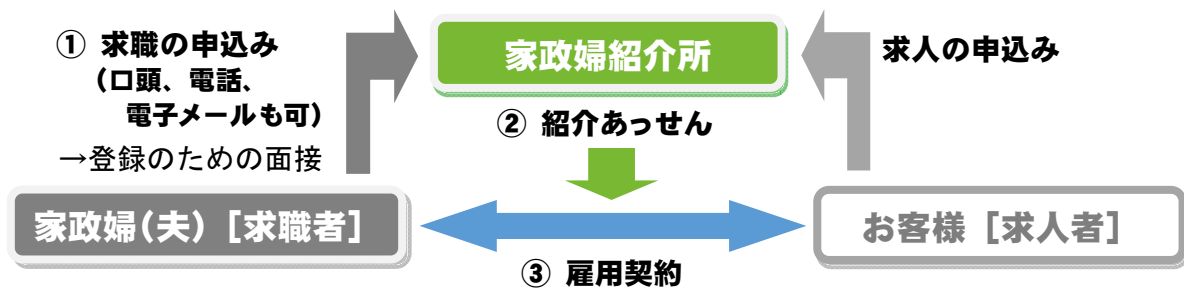 ① 求職の申込み
(口頭、電話、
電子メールも可)
→登録のための面接
家政婦紹介所
求人の申込み
② 紹介あっせん
家政婦(夫) [求職者]
お客様 [求人者]
③ 雇用契約